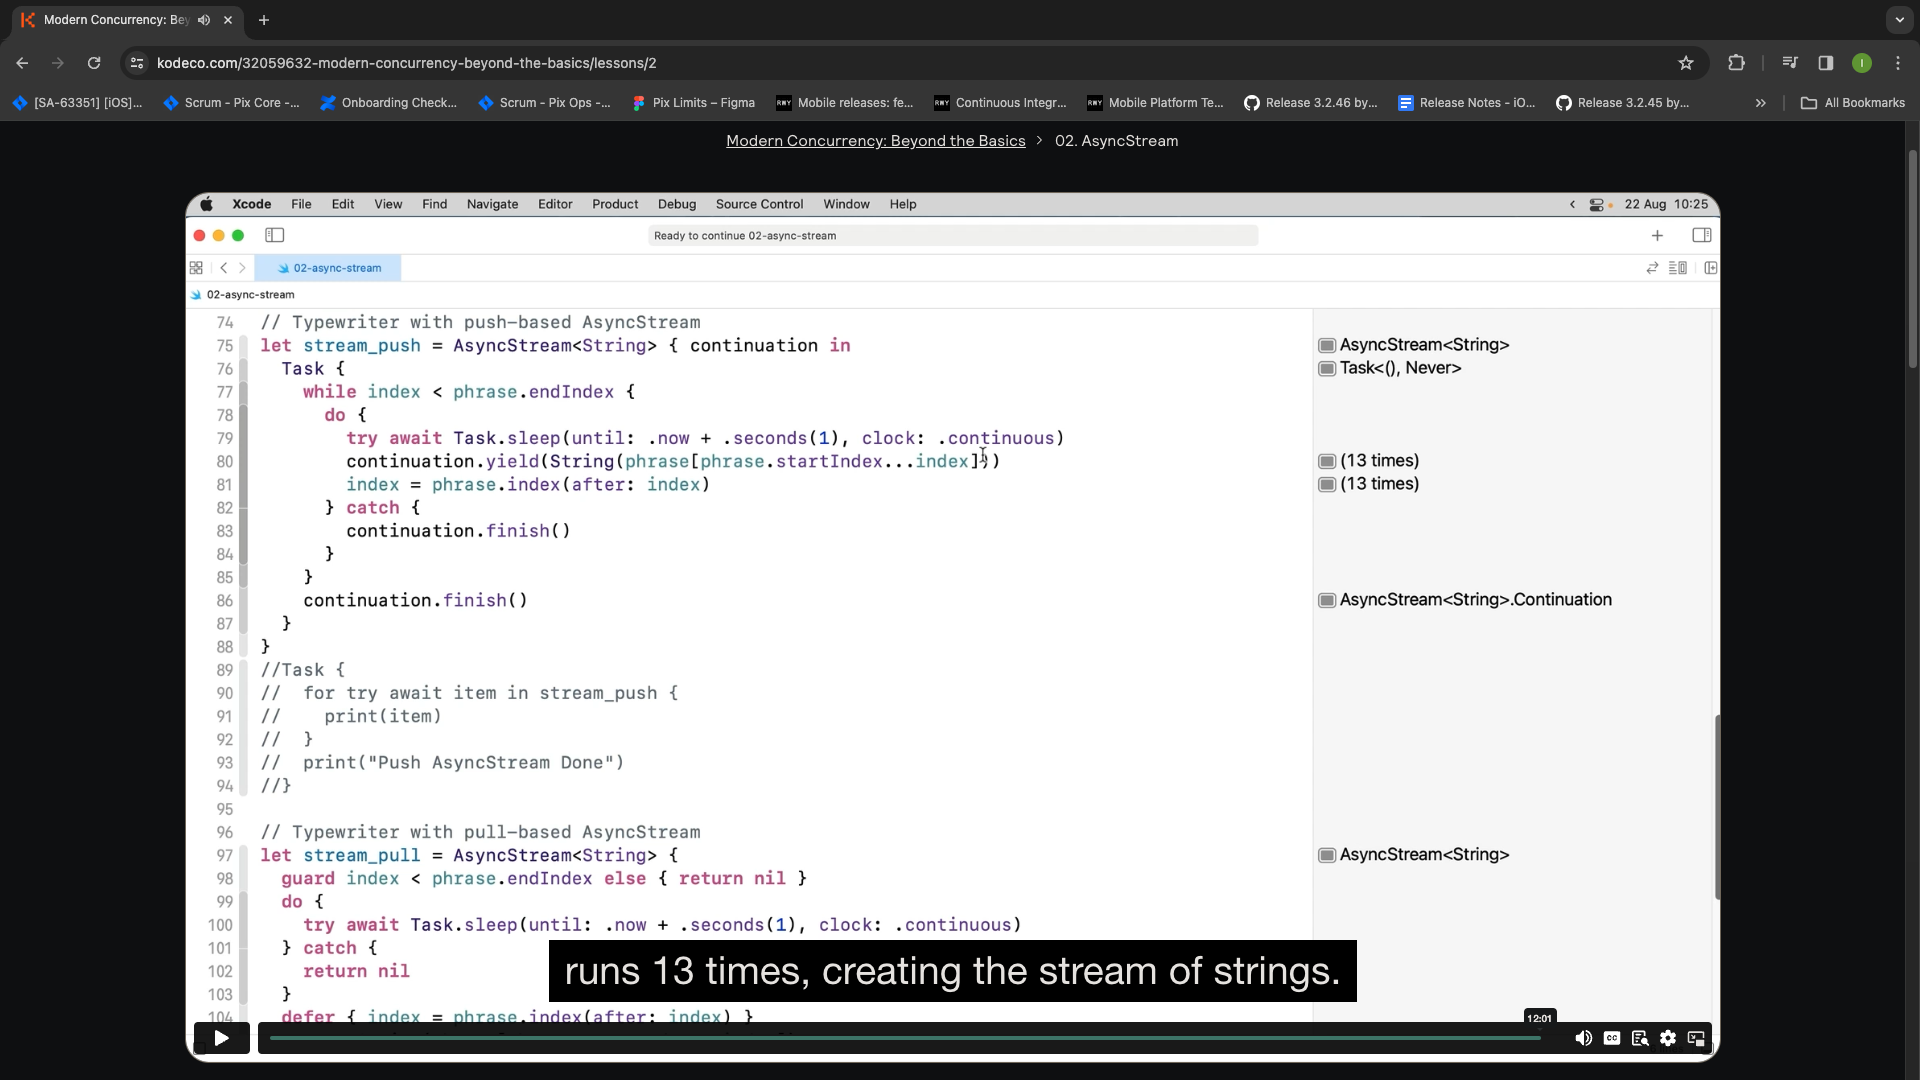 Modern Concurrency: Bey
kodeco.com/32059632-modern-concurrency-beyond-the-basics/lessons/2
[SA-63351] [iOS]... Scrum - Pix Core -... Onboarding Check... Scrum - Pix Ops -... Pix Limits – Figma RWY Mobile releases: fe... RWY Continuous Integr... RWY Mobile Platform Te... Release 3.2.46 by... Release Notes - iO... Release 3.2.45 by... » All Bookmarks
Modern Concurrency: Beyond the Basics > 02. AsyncStream
Xcode File Edit View Find Navigate Editor Product Debug Source Control Window Help 22 Aug 10:25
Ready to continue 02-async-stream
02-async-stream
02-async-stream
74 // Typewriter with push-based AsyncStream
75 let stream_push = AsyncStream<String> { continuation in AsyncStream<String>
76 Task { Task<(), Never>
77 while index < phrase.endIndex {
78 do {
79 try await Task.sleep(until: .now + .seconds(1), clock: .continuous)
80 continuation.yield(String(phrase[phrase.startIndex...index])) (13 times)
81 index = phrase.index(after: index) (13 times)
82 } catch {
83 continuation.finish()
84 }
85 }
86 continuation.finish() AsyncStream<String>.Continuation
87 }
88 }
89 //Task {
90 // for try await item in stream_push {
91 // print(item)
92 // }
93 // print("Push AsyncStream Done")
94 //}
95
96 // Typewriter with pull-based AsyncStream
97 let stream_pull = AsyncStream<String> { AsyncStream<String>
98 guard index < phrase.endIndex else { return nil }
99 do {
100 try await Task.sleep(until: .now + .seconds(1), clock: .continuous)
101 } catch {
102 return nil
103 }
104 defer { index = phrase.index(after: index) }
runs 13 times, creating the stream of strings.
12:01
CC